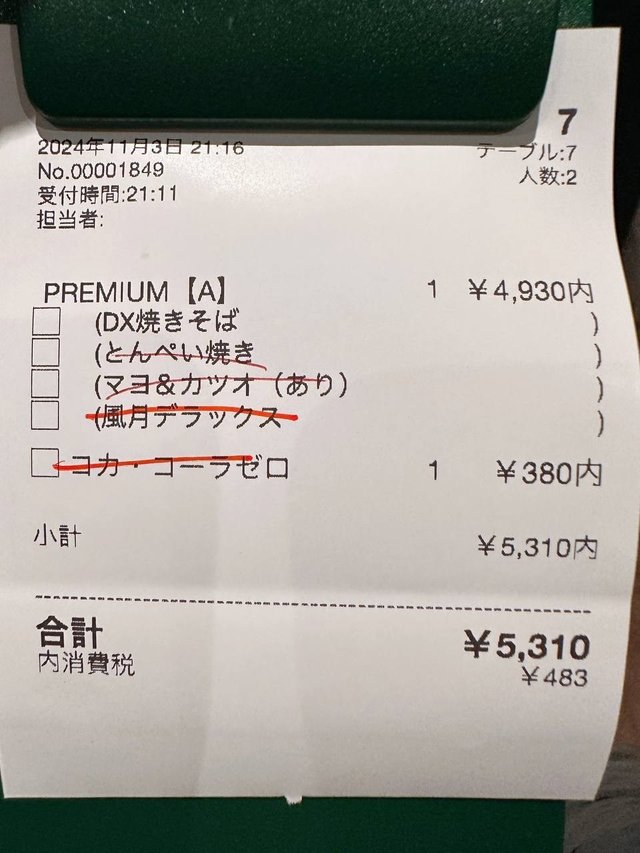 7
2024年11月3日 21:16
テーブル:7
No.00001849
人数:2
受付時間:21:11
担当者:
PREMIUM【A】 1 ¥4,930内
(DX焼きそば )
(とんぺい焼き )
(マヨ&カツオ（あり） )
(風月デラックス )
コカ・コーラゼロ 1 ¥380内
小計 ¥5,310内
合計 ¥5,310
内消費税 ¥483